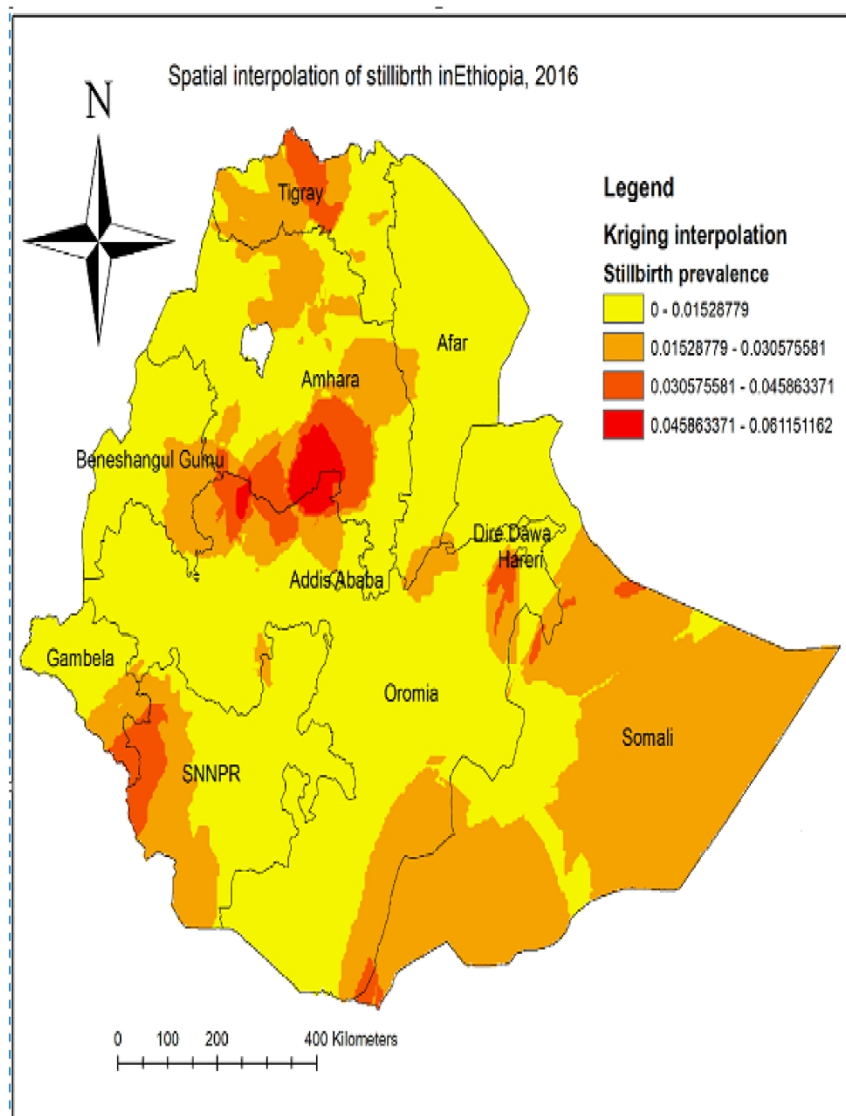 Spatial interpolation of stillibrth inEthiopia, 2016
N
Legend
Kriging interpolation
Stillbirth prevalence
0 - 0.01528779
0.01528779 - 0.030575581
0.030575581 - 0.045863371
0.045863371 - 0.061151162
Tigray
Afar
Amhara
Beneshangul Gumu
Dire Dawa
Hareri
Addis Ababa
Gambela
Oromia
Somali
SNNPR
0 100 200 400 Kilometers